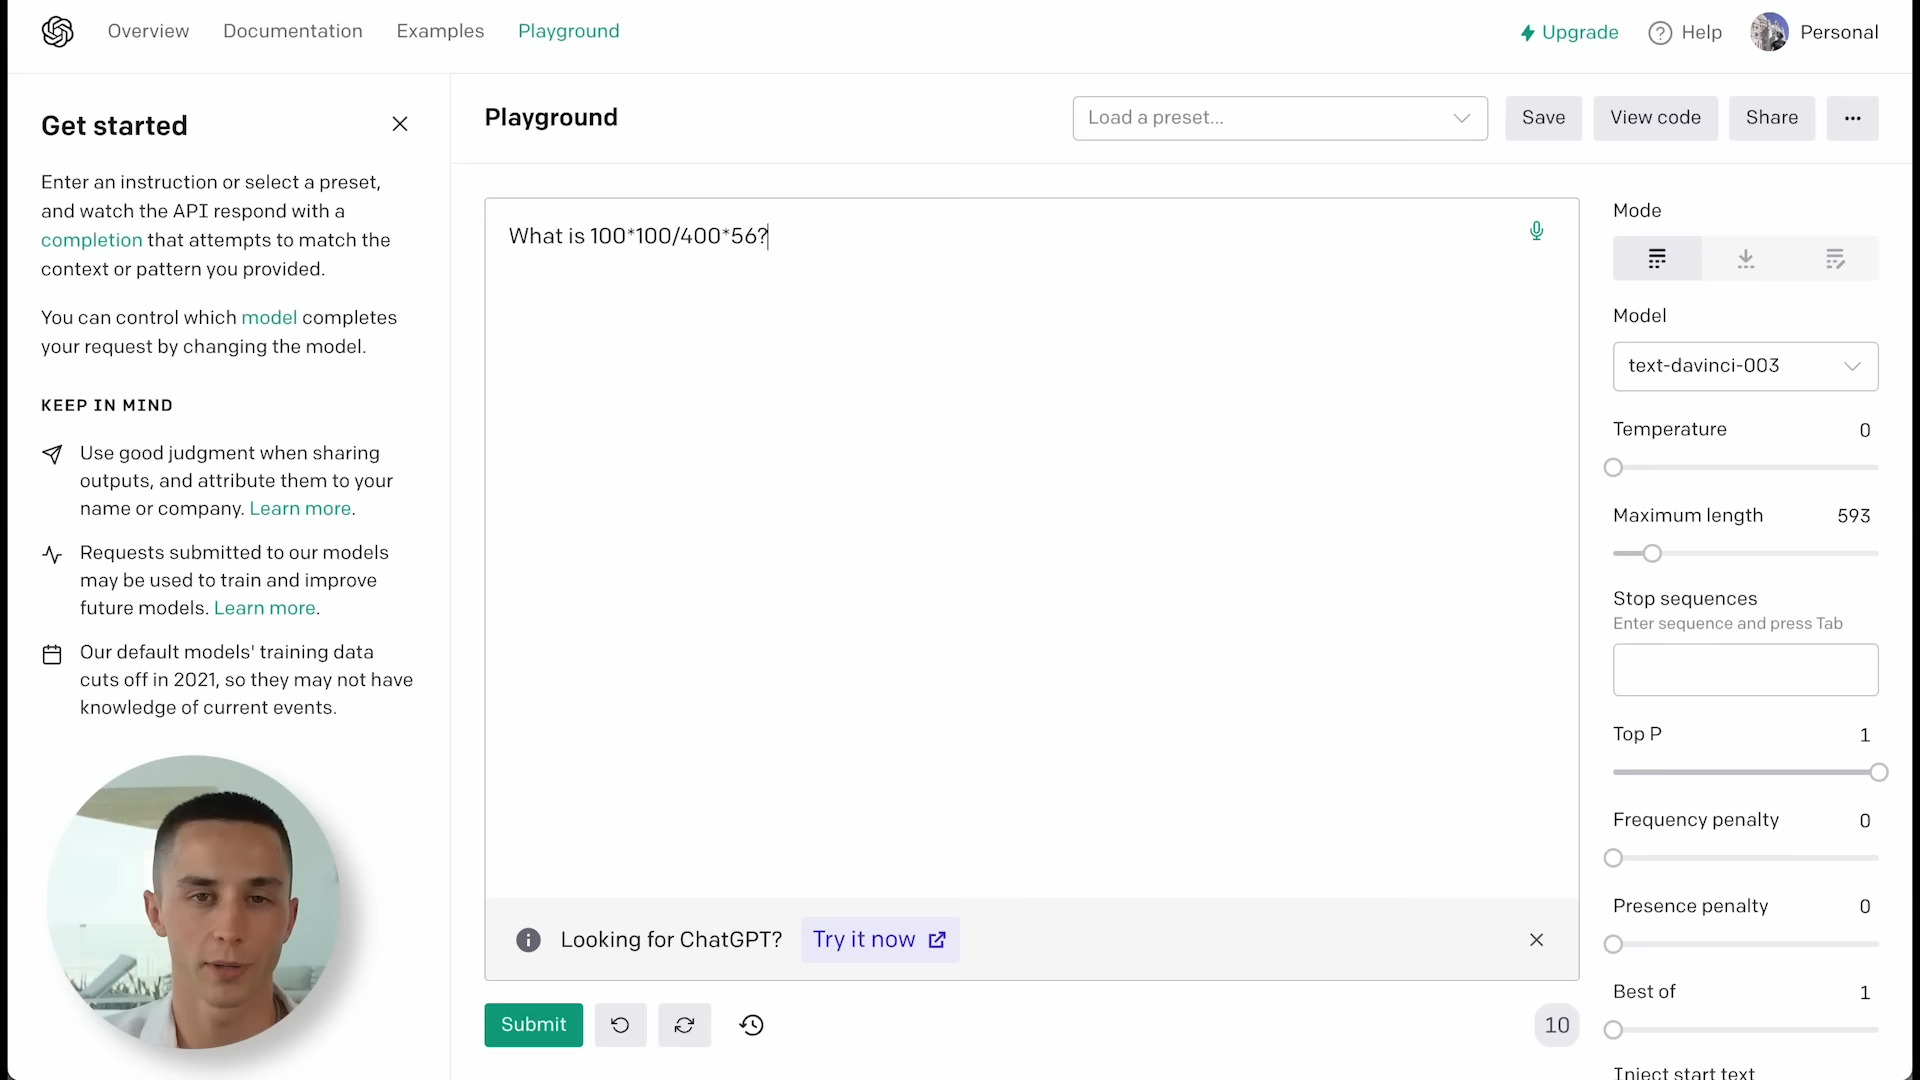 Overview Documentation Examples Playground
Upgrade Help Personal
Get started
Enter an instruction or select a preset,
and watch the API respond with a
completion that attempts to match the
context or pattern you provided.
You can control which model completes
your request by changing the model.
KEEP IN MIND
Use good judgment when sharing
outputs, and attribute them to your
name or company. Learn more.
Requests submitted to our models
may be used to train and improve
future models. Learn more.
Our default models' training data
cuts off in 2021, so they may not have
knowledge of current events.
Playground
Load a preset...
Save
View code
Share
What is 100*100/400*56?
Looking for ChatGPT? Try it now
Submit
10
Mode
Model
text-davinci-003
Temperature 0
Maximum length 593
Stop sequences
Enter sequence and press Tab
Top P 1
Frequency penalty 0
Presence penalty 0
Best of 1
Inject start text